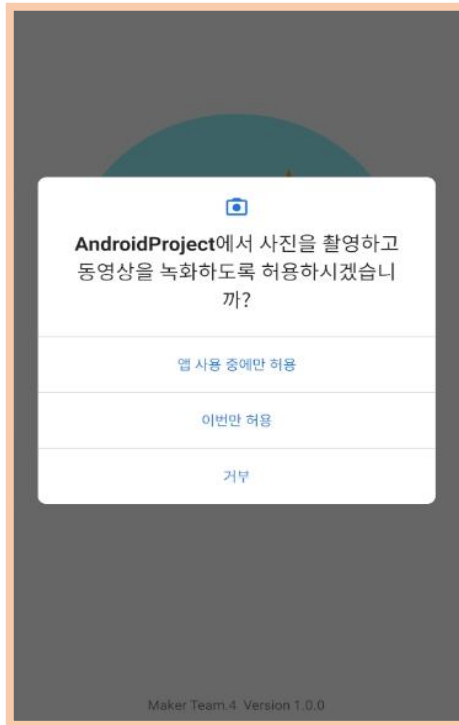 AndroidProject에서 사진을 촬영하고
동영상을 녹화하도록 허용하시겠습니
까?
앱 사용 중에만 허용
이번만 허용
거부
Maker Team.4 Version 1.0.0